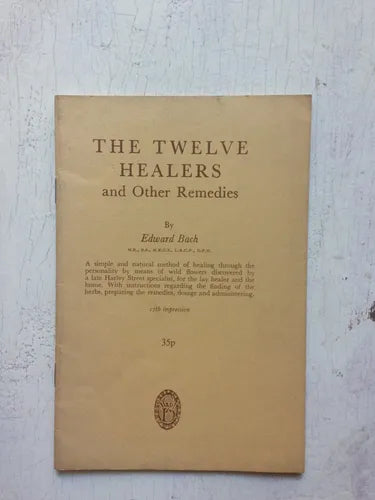 THE TWELVE
HEALERS
and Other Remedies
By
Edward Bach
M.B., B.S., M.R.C.S., L.R.C.P., D.P.H.
A simple and natural method of healing through the
personality by means of wild flowers discovered by
a late Harley Street specialist, for the lay healer and the
home. With instructions regarding the finding of the
herbs, preparing the remedies, dosage and administering.
impression
35p